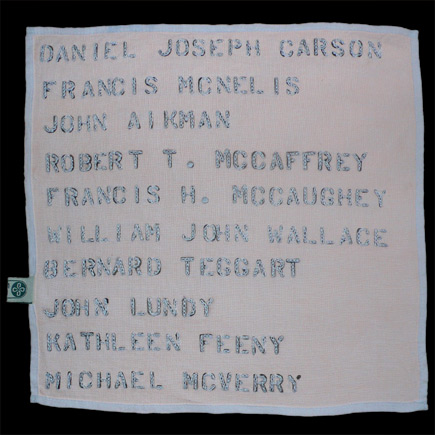 DANIEL JOSEPH CARSON
FRANCIS MCNELIS
JOHN AIKMAN
ROBERT T. MCCAFFREY
FRANCIS H. MCCAUGHEY
WILLIAM JOHN WALLACE
BERNARD TEGGART
JOHN LUNDY
KATHLEEN FEENY
MICHAEL MCVERRY